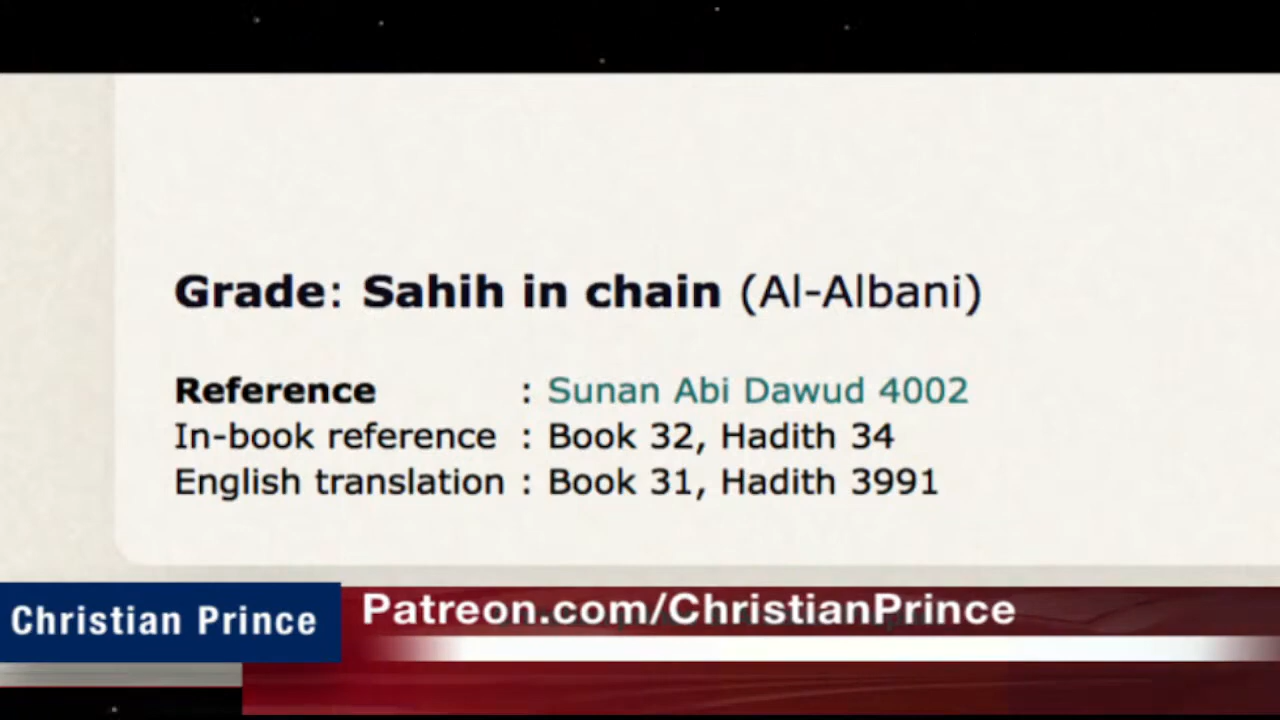 Grade: Sahih in chain (Al-Albani)
Reference : Sunan Abi Dawud 4002
In-book reference : Book 32, Hadith 34
English translation : Book 31, Hadith 3991
Christian Prince
Patreon.com/ChristianPrince